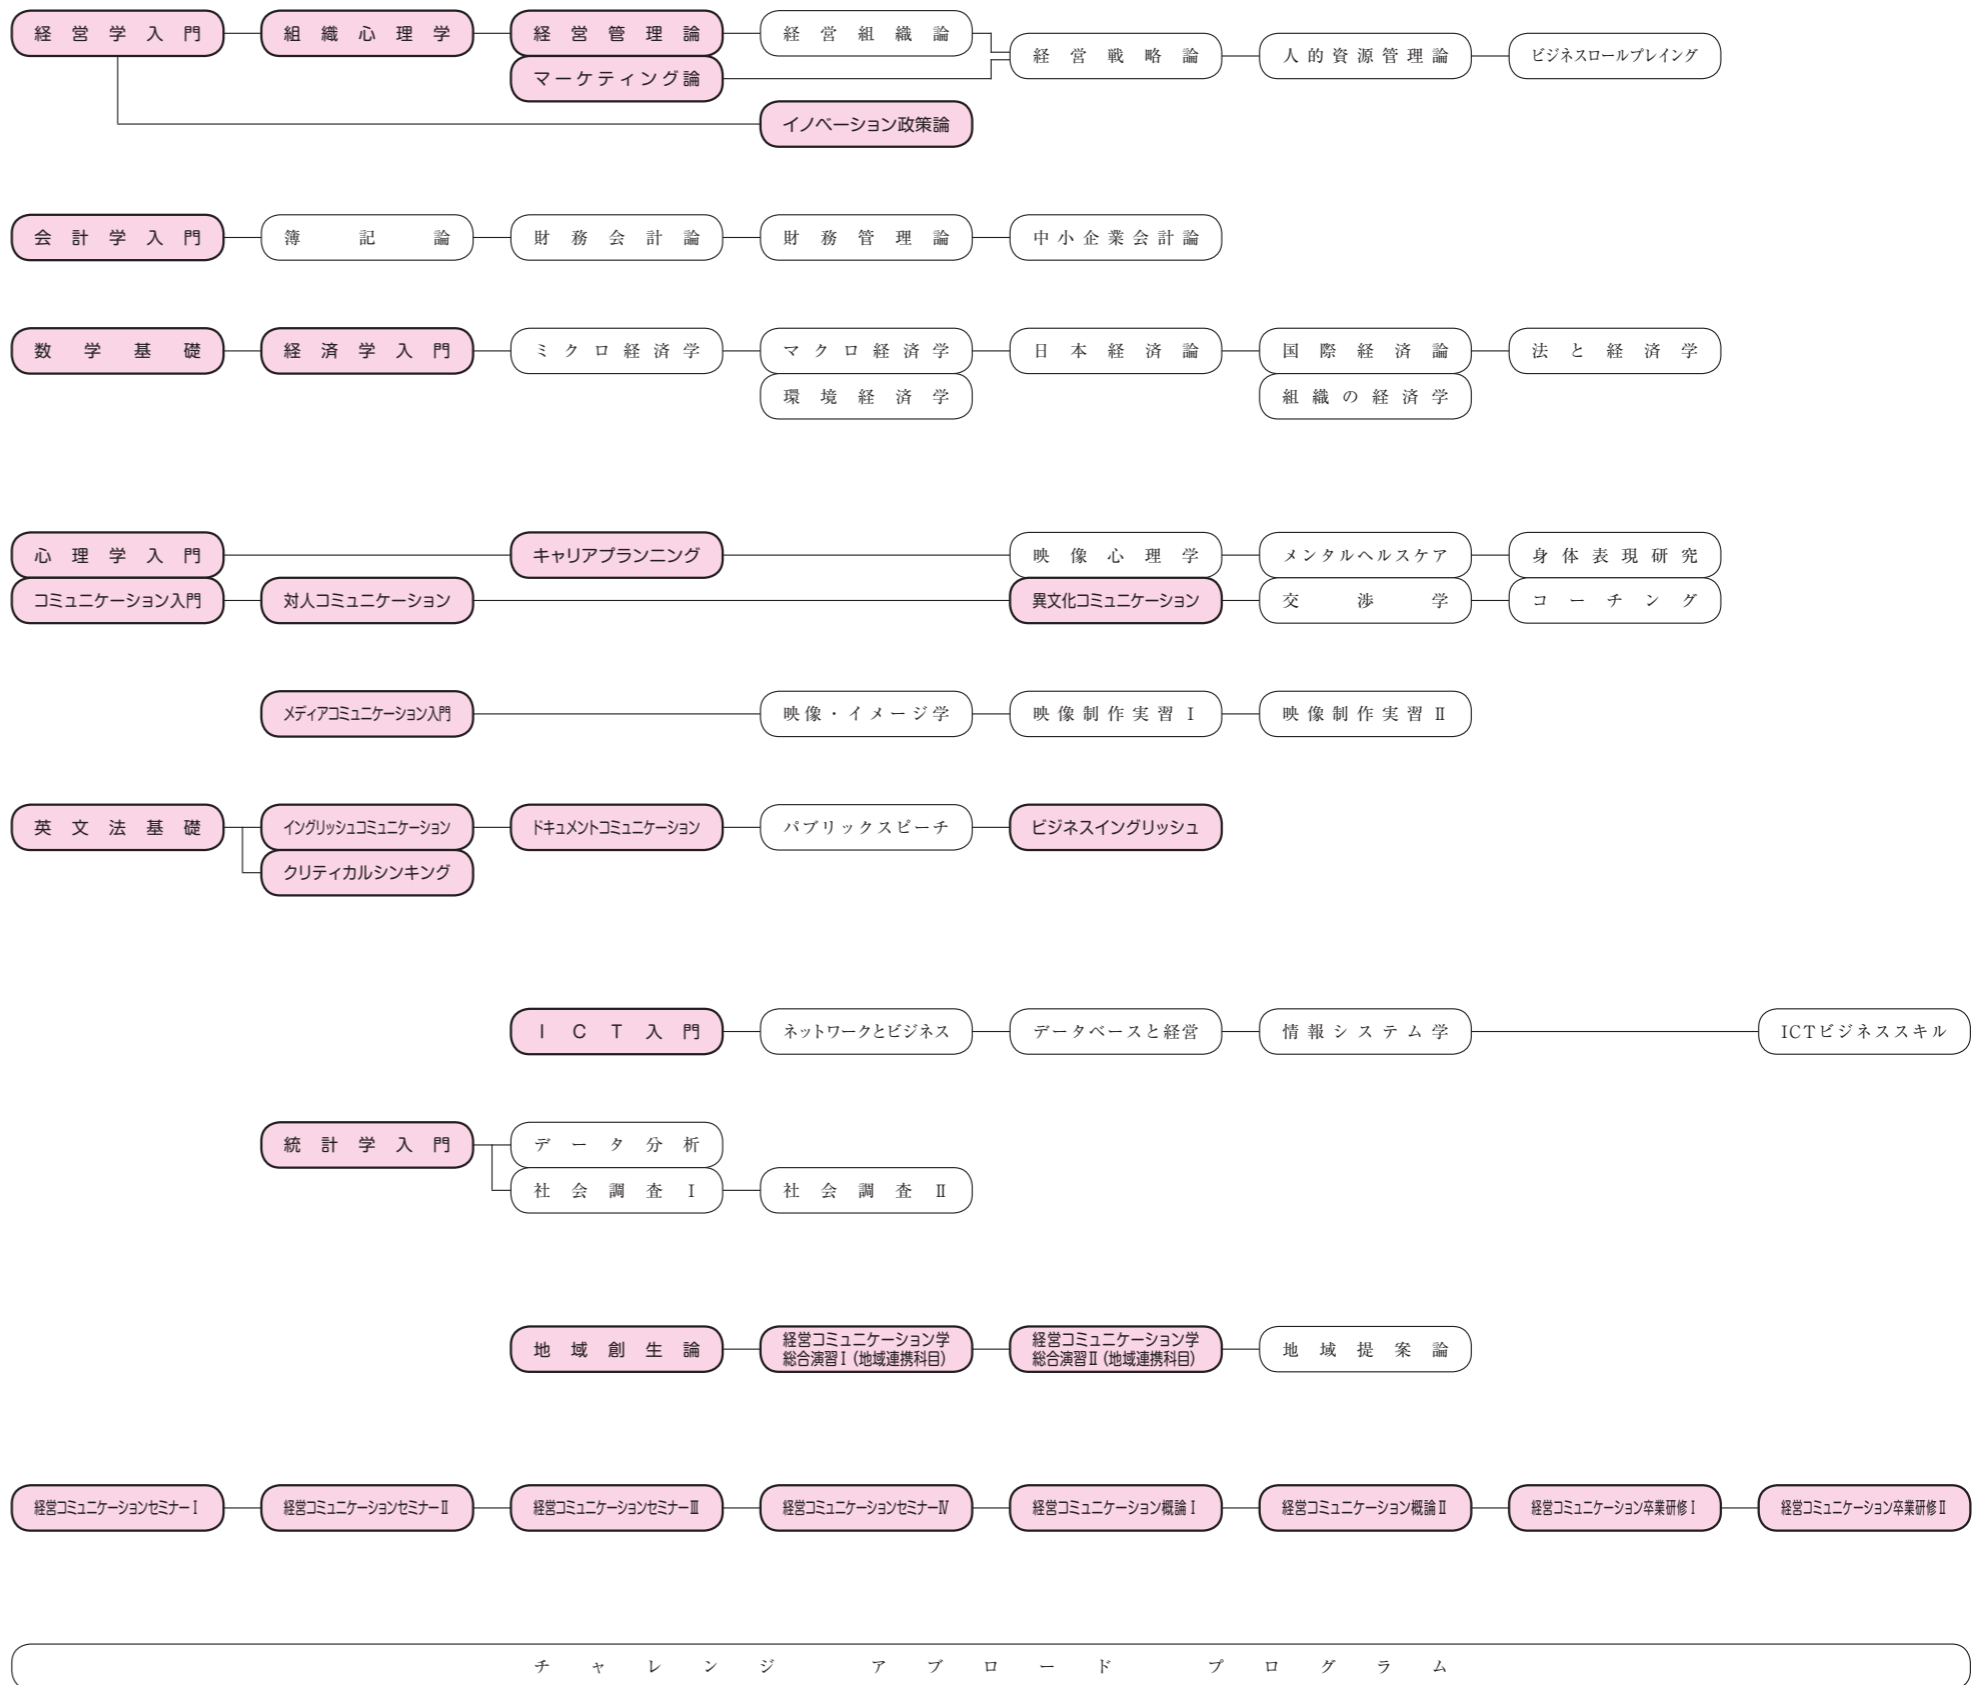 経営学入門
組織心理学
経営管理論
経営組織論
マーケティング論
経営戦略論
人的資源管理論
ビジネスロールプレイング
イノベーション政策論
会計学入門
簿記論
財務会計論
財務管理論
中小企業会計論
数学基礎
経済学入門
ミクロ経済学
マクロ経済学
日本経済論
国際経済論
法と経済学
環境経済学
組織の経済学
心理学入門
キャリアプランニング
映像心理学
メンタルヘルスケア
身体表現研究
コミュニケーション入門
対人コミュニケーション
異文化コミュニケーション
交渉学
コーチング
メディアコミュニケーション入門
映像・イメージ学
映像制作実習Ⅰ
映像制作実習Ⅱ
英文法基礎
イングリッシュコミュニケーション
ドキュメントコミュニケーション
パブリックスピーチ
ビジネスイングリッシュ
クリティカルシンキング
ICT入門
ネットワークとビジネス
データベースと経営
情報システム学
ICTビジネススキル
統計学入門
データ分析
社会調査Ⅰ
社会調査Ⅱ
地域創生論
経営コミュニケーション学
総合演習Ⅰ(地域連携科目)
経営コミュニケーション学
総合演習Ⅱ(地域連携科目)
地域提案論
経営コミュニケーションセミナーⅠ
経営コミュニケーションセミナーⅡ
経営コミュニケーションセミナーⅢ
経営コミュニケーションセミナーⅣ
経営コミュニケーション概論Ⅰ
経営コミュニケーション概論Ⅱ
経営コミュニケーション卒業研修Ⅰ
経営コミュニケーション卒業研修Ⅱ
チャレンジ アブロード プログラム